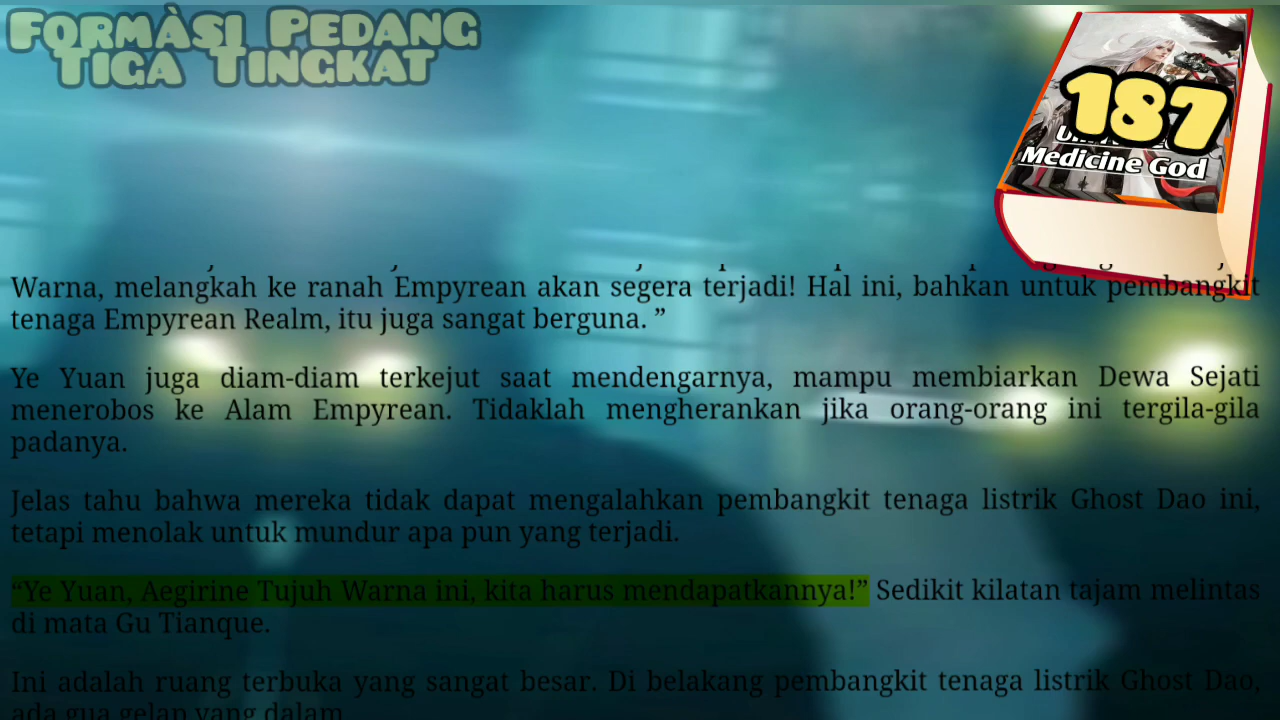 FORMÀSI PEDANG
TIGA TINGKAT
187
Medicine God
Warna, melangkah ke ranah Empyrean akan segera terjadi! Hal ini, bahkan untuk pembangkit
tenaga Empyrean Realm, itu juga sangat berguna. ”
Ye Yuan juga diam-diam terkejut saat mendengarnya, mampu membiarkan Dewa Sejati
menerobos ke Alam Empyrean. Tidaklah mengherankan jika orang-orang ini tergila-gila
padanya.
Jelas tahu bahwa mereka tidak dapat mengalahkan pembangkit tenaga listrik Ghost Dao ini,
tetapi menolak untuk mundur apa pun yang terjadi.
“Ye Yuan, Aegirine Tujuh Warna ini, kita harus mendapatkannya!” Sedikit kilatan tajam melintas
di mata Gu Tianque.
Ini adalah ruang terbuka yang sangat besar. Di belakang pembangkit tenaga listrik Ghost Dao,
ada gua gelap yang dalam.